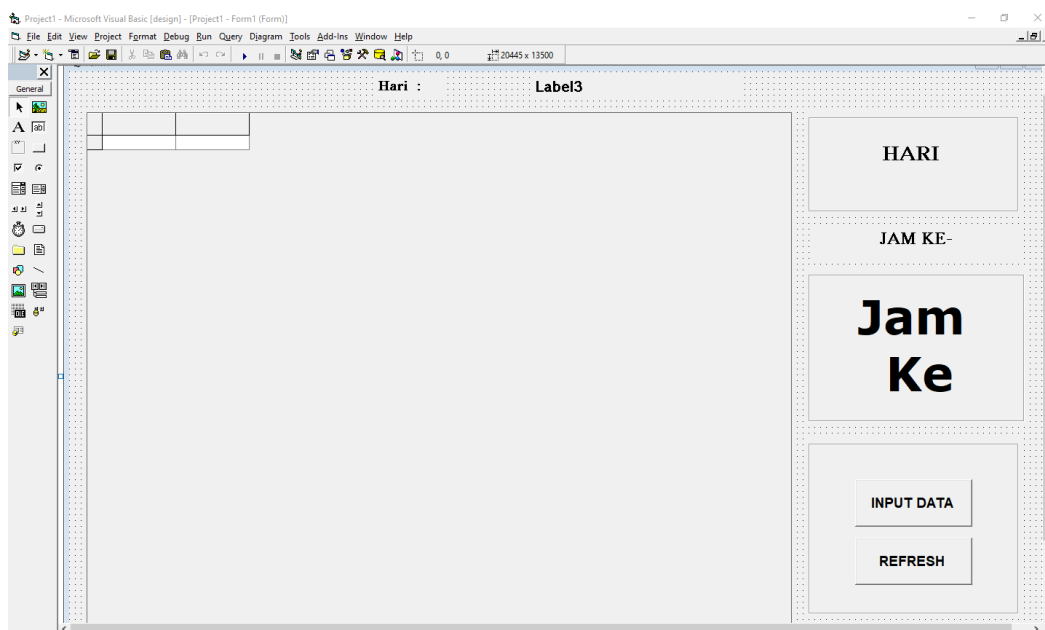 Project1 - Microsoft Visual Basic [design] - [Project1 - Form1 (Form)]
File Edit View Project Format Debug Run Query Diagram Tools Add-Ins Window Help
0, 0 20445 x 13500
General
Hari : Label3
A ab
HARI
JAM KE-
Jam
Ke
INPUT DATA
REFRESH